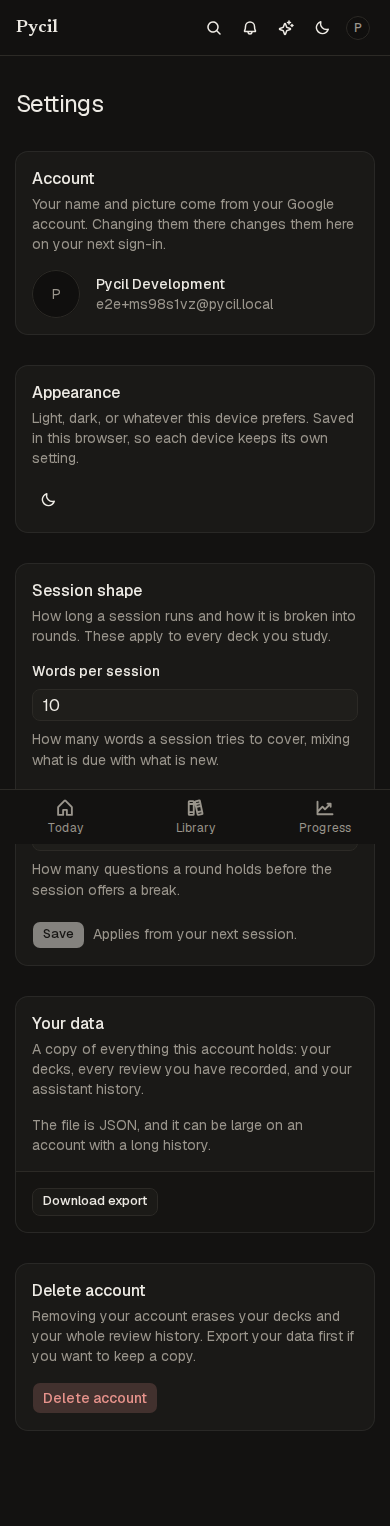 Pycil
P
Settings
Account
Your name and picture come from your Google
account. Changing them there changes them here
on your next sign-in.
P
Pycil Development
e2e+ms98s1vz@pycil.local
Appearance
Light, dark, or whatever this device prefers. Saved
in this browser, so each device keeps its own
setting.
Session shape
How long a session runs and how it is broken into
rounds. These apply to every deck you study.
Words per session
10
How many words a session tries to cover, mixing
what is due with what is new.
Today
Library
Progress
How many questions a round holds before the
session offers a break.
Save
Applies from your next session.
Your data
A copy of everything this account holds: your
decks, every review you have recorded, and your
assistant history.
The file is JSON, and it can be large on an
account with a long history.
Download export
Delete account
Removing your account erases your decks and
your whole review history. Export your data first if
you want to keep a copy.
Delete account